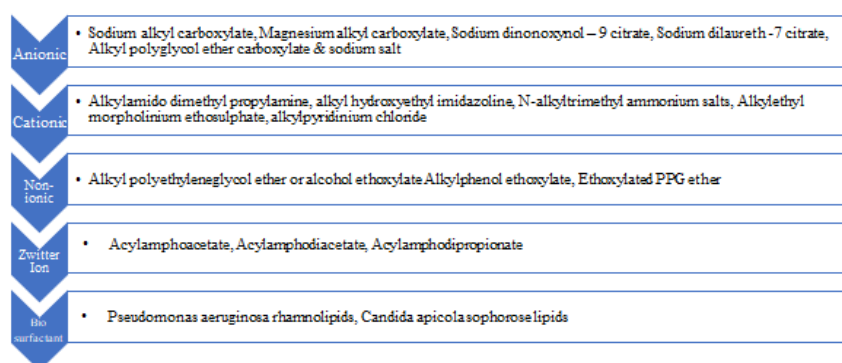 Anionic
• Sodium alkyl carboxylate, Magnesium alkyl carboxylate, Sodium dinonoxynol – 9 citrate, Sodium dilaureth -7 citrate,
Alkyl polyglycol ether carboxylate & sodium salt
Cationic
• Alkylamido dimethyl propylamine, alkyl hydroxyethyl imidazoline, N-alkyltrimethyl ammonium salts, Alkylethyl
morpholinium ethosulphate, alkylpyridinium chloride
Non-
ionic
• Alkyl polyethyleneglycol ether or alcohol ethoxylate Alkylphenol ethoxylate, Ethoxylated PPG ether
Zwitter
Ion
• Acylamphoacetate, Acylamphodiacetate, Acylamphodipropionate
Bio
surfactant
• Pseudomonas aeruginosa rhamnolipids, Candida apicola sophorose lipids